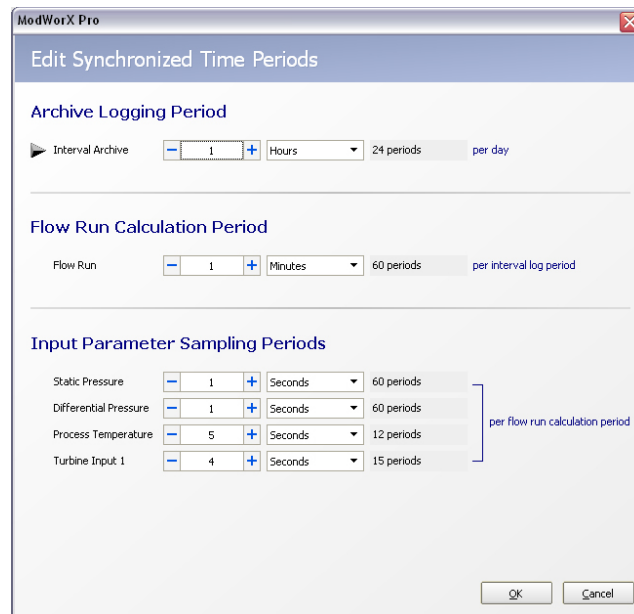 ModWorX Pro
Edit Synchronized Time Periods
Archive Logging Period
Interval Archive 1 Hours 24 periods per day
Flow Run Calculation Period
Flow Run 1 Minutes 60 periods per interval log period
Input Parameter Sampling Periods
Static Pressure 1 Seconds 60 periods
Differential Pressure 1 Seconds 60 periods
per flow run calculation period
Process Temperature 5 Seconds 12 periods
Turbine Input 1 4 Seconds 15 periods
OK Cancel